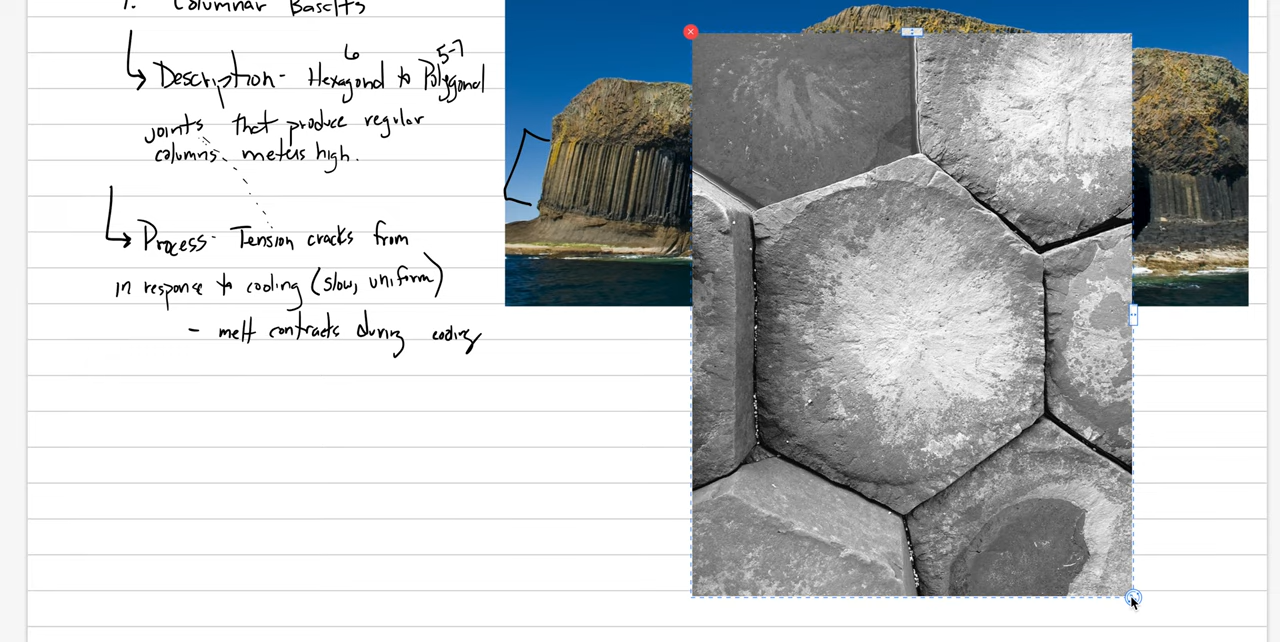 1. Columnar Basalts
6 5-7
Description - Hexagonal to Polygonal
joints that produce regular
columns meters high.
Process - Tension cracks from
in response to cooling (slow, uniform)
- melt contracts during cooling